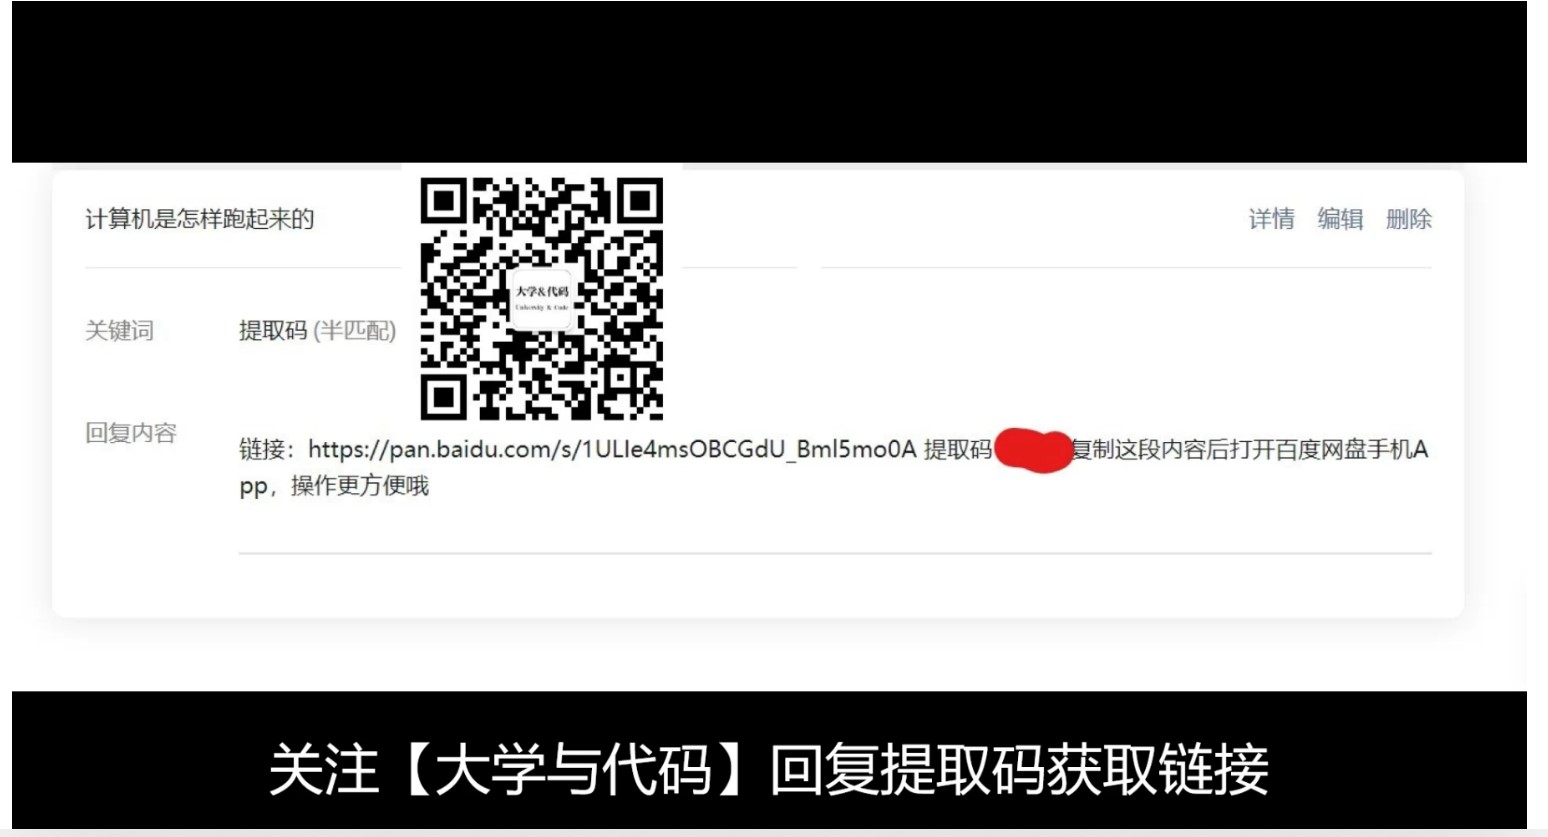 计算机是怎样跑起来的
详情 编辑 删除
大学&代码
University & Code
关键词 提取码 (半匹配)
回复内容
链接：https://pan.baidu.com/s/1ULIe4msOBCGdU_Bml5mo0A 提取码 复制这段内容后打开百度网盘手机A
pp，操作更方便哦
关注【大学与代码】回复提取码获取链接